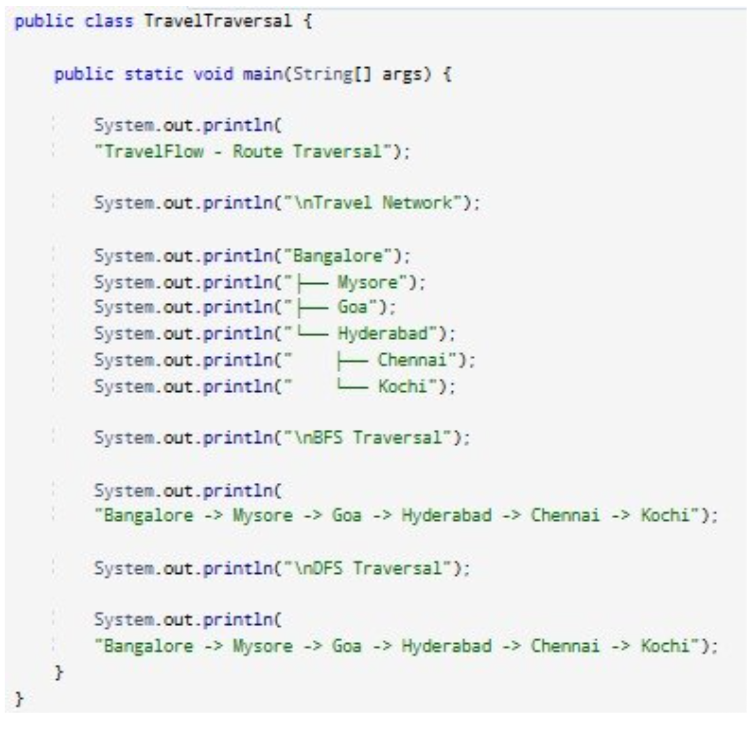 public class TravelTraversal {
    public static void main(String[] args) {
        System.out.println(
        "TravelFlow - Route Traversal");
        System.out.println("\nTravel Network");
        System.out.println("Bangalore");
        System.out.println("├── Mysore");
        System.out.println("├── Goa");
        System.out.println("└── Hyderabad");
        System.out.println("    ├── Chennai");
        System.out.println("    └── Kochi");
        System.out.println("\nBFS Traversal");
        System.out.println(
        "Bangalore -> Mysore -> Goa -> Hyderabad -> Chennai -> Kochi");
        System.out.println("\nDFS Traversal");
        System.out.println(
        "Bangalore -> Mysore -> Goa -> Hyderabad -> Chennai -> Kochi");
    }
}